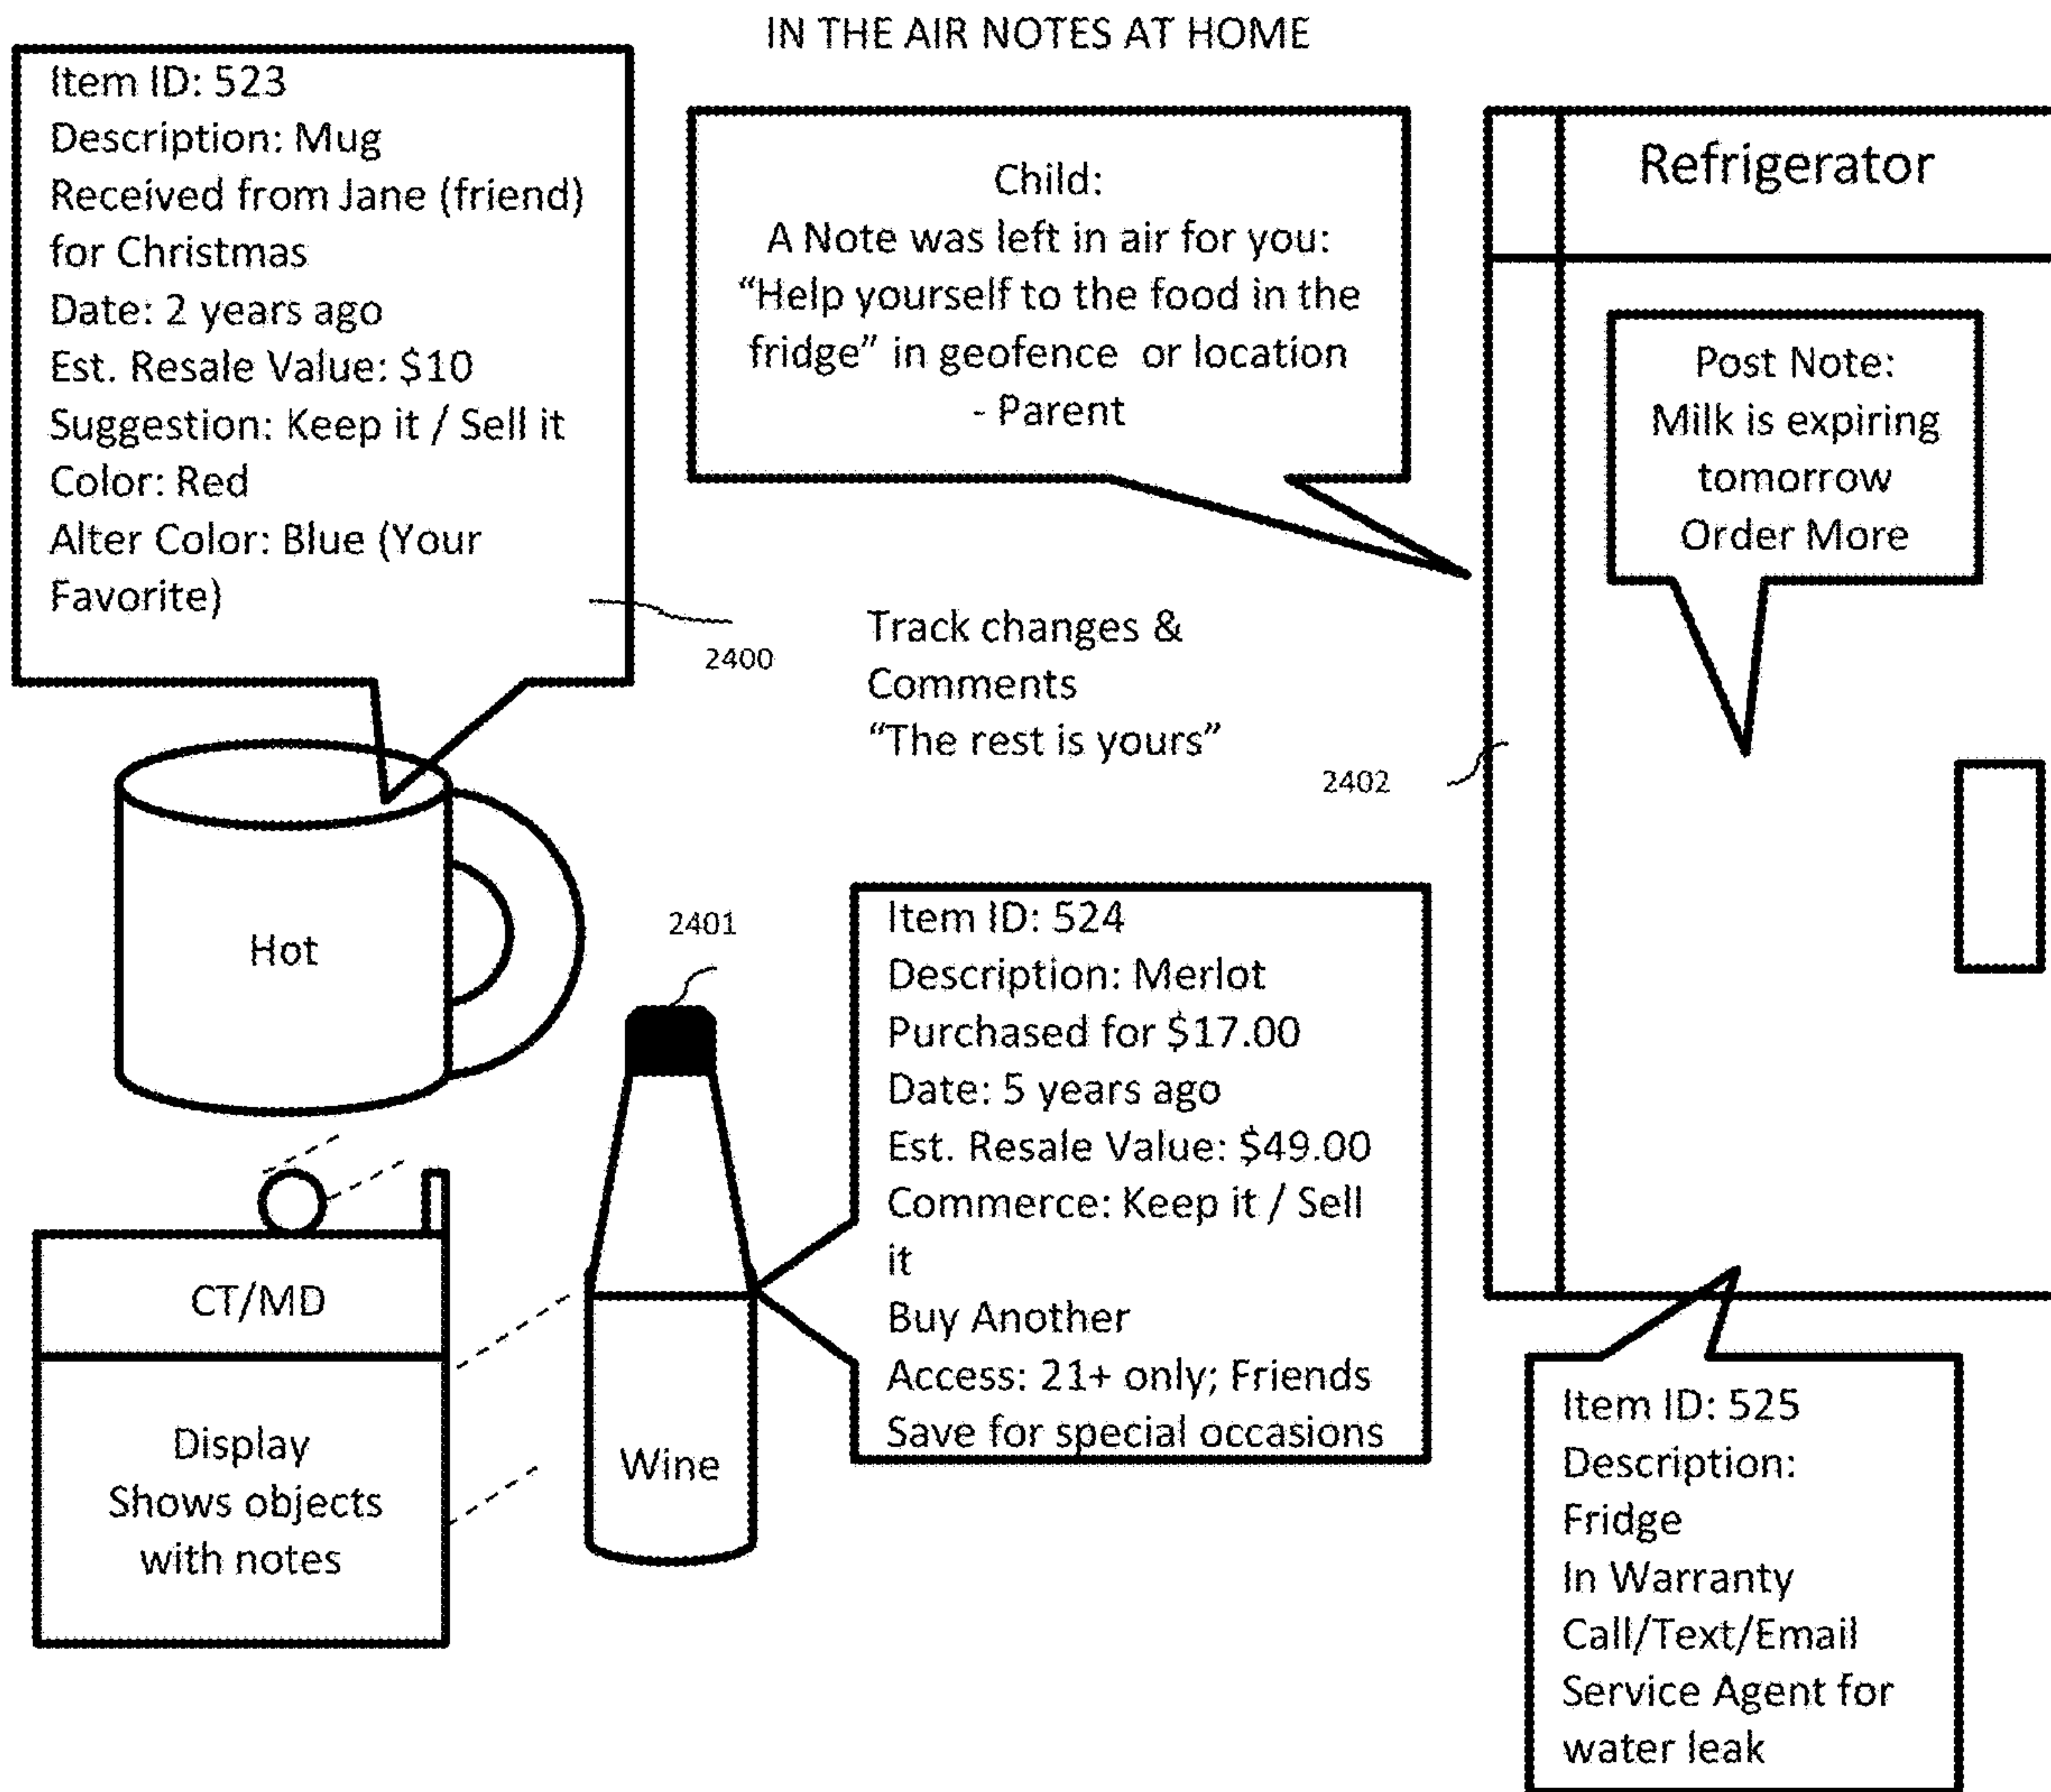 IN THE AIR NOTES AT HOME
Item ID: 523
Description: Mug
Received from Jane (friend)
for Christmas
Date: 2 years ago
Est. Resale Value: $10
Suggestion: Keep it / Sell it
Color: Red
Alter Color: Blue (Your
Favorite)
2400
Child:
A Note was left in air for you:
“Help yourself to the food in the
fridge” in geofence or location
- Parent
Refrigerator
Post Note:
Milk is expiring
tomorrow
Order More
Track changes &
Comments
“The rest is yours”
2402
Hot
2401
Item ID: 524
Description: Merlot
Purchased for $17.00
Date: 5 years ago
Est. Resale Value: $49.00
Commerce: Keep it / Sell
it
Buy Another
Access: 21+ only; Friends
Save for special occasions
CT/MD
Display
Shows objects
with notes
Wine
Item ID: 525
Description:
Fridge
In Warranty
Call/Text/Email
Service Agent for
water leak